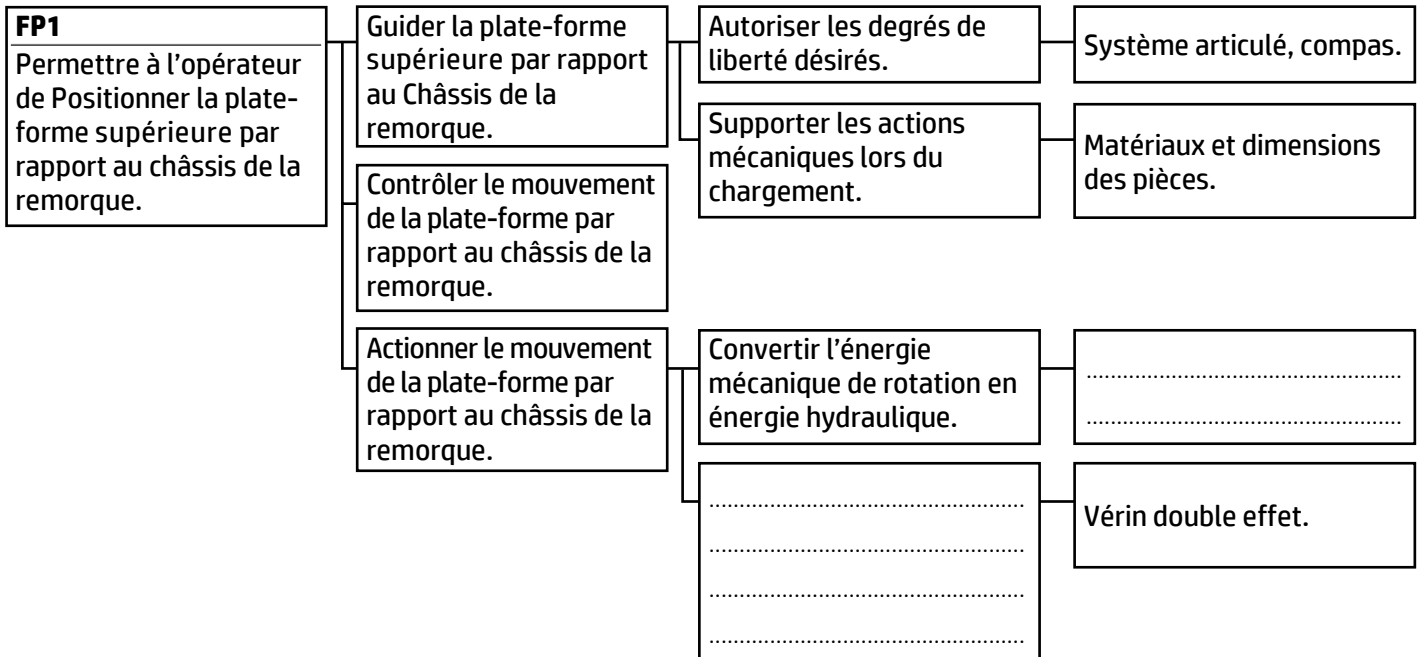 FP1
Permettre à l’opérateur
de Positionner la plate-
forme supérieure par
rapport au châssis de la
remorque.
Guider la plate-forme
supérieure par rapport
au Châssis de la
remorque.
Autoriser les degrés de
liberté désirés.
Système articulé, compas.
Supporter les actions
mécaniques lors du
chargement.
Matériaux et dimensions
des pièces.
Contrôler le mouvement
de la plate-forme par
rapport au châssis de la
remorque.
Actionner le mouvement
de la plate-forme par
rapport au châssis de la
remorque.
Convertir l’énergie
mécanique de rotation en
énergie hydraulique.
Vérin double effet.